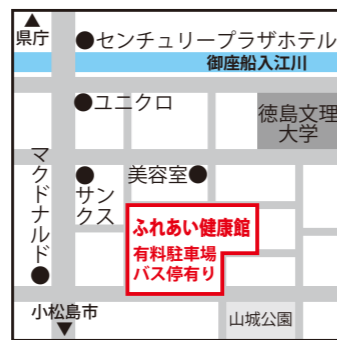 ▲
県庁
●センチュリープラザホテル
御座船入江川
●ユニクロ
徳島文理
大学
マクドナルド●
●サンクス
美容室●
ふれあい健康館
有料駐車場
バス停有り
小松島市
▼
山城公園